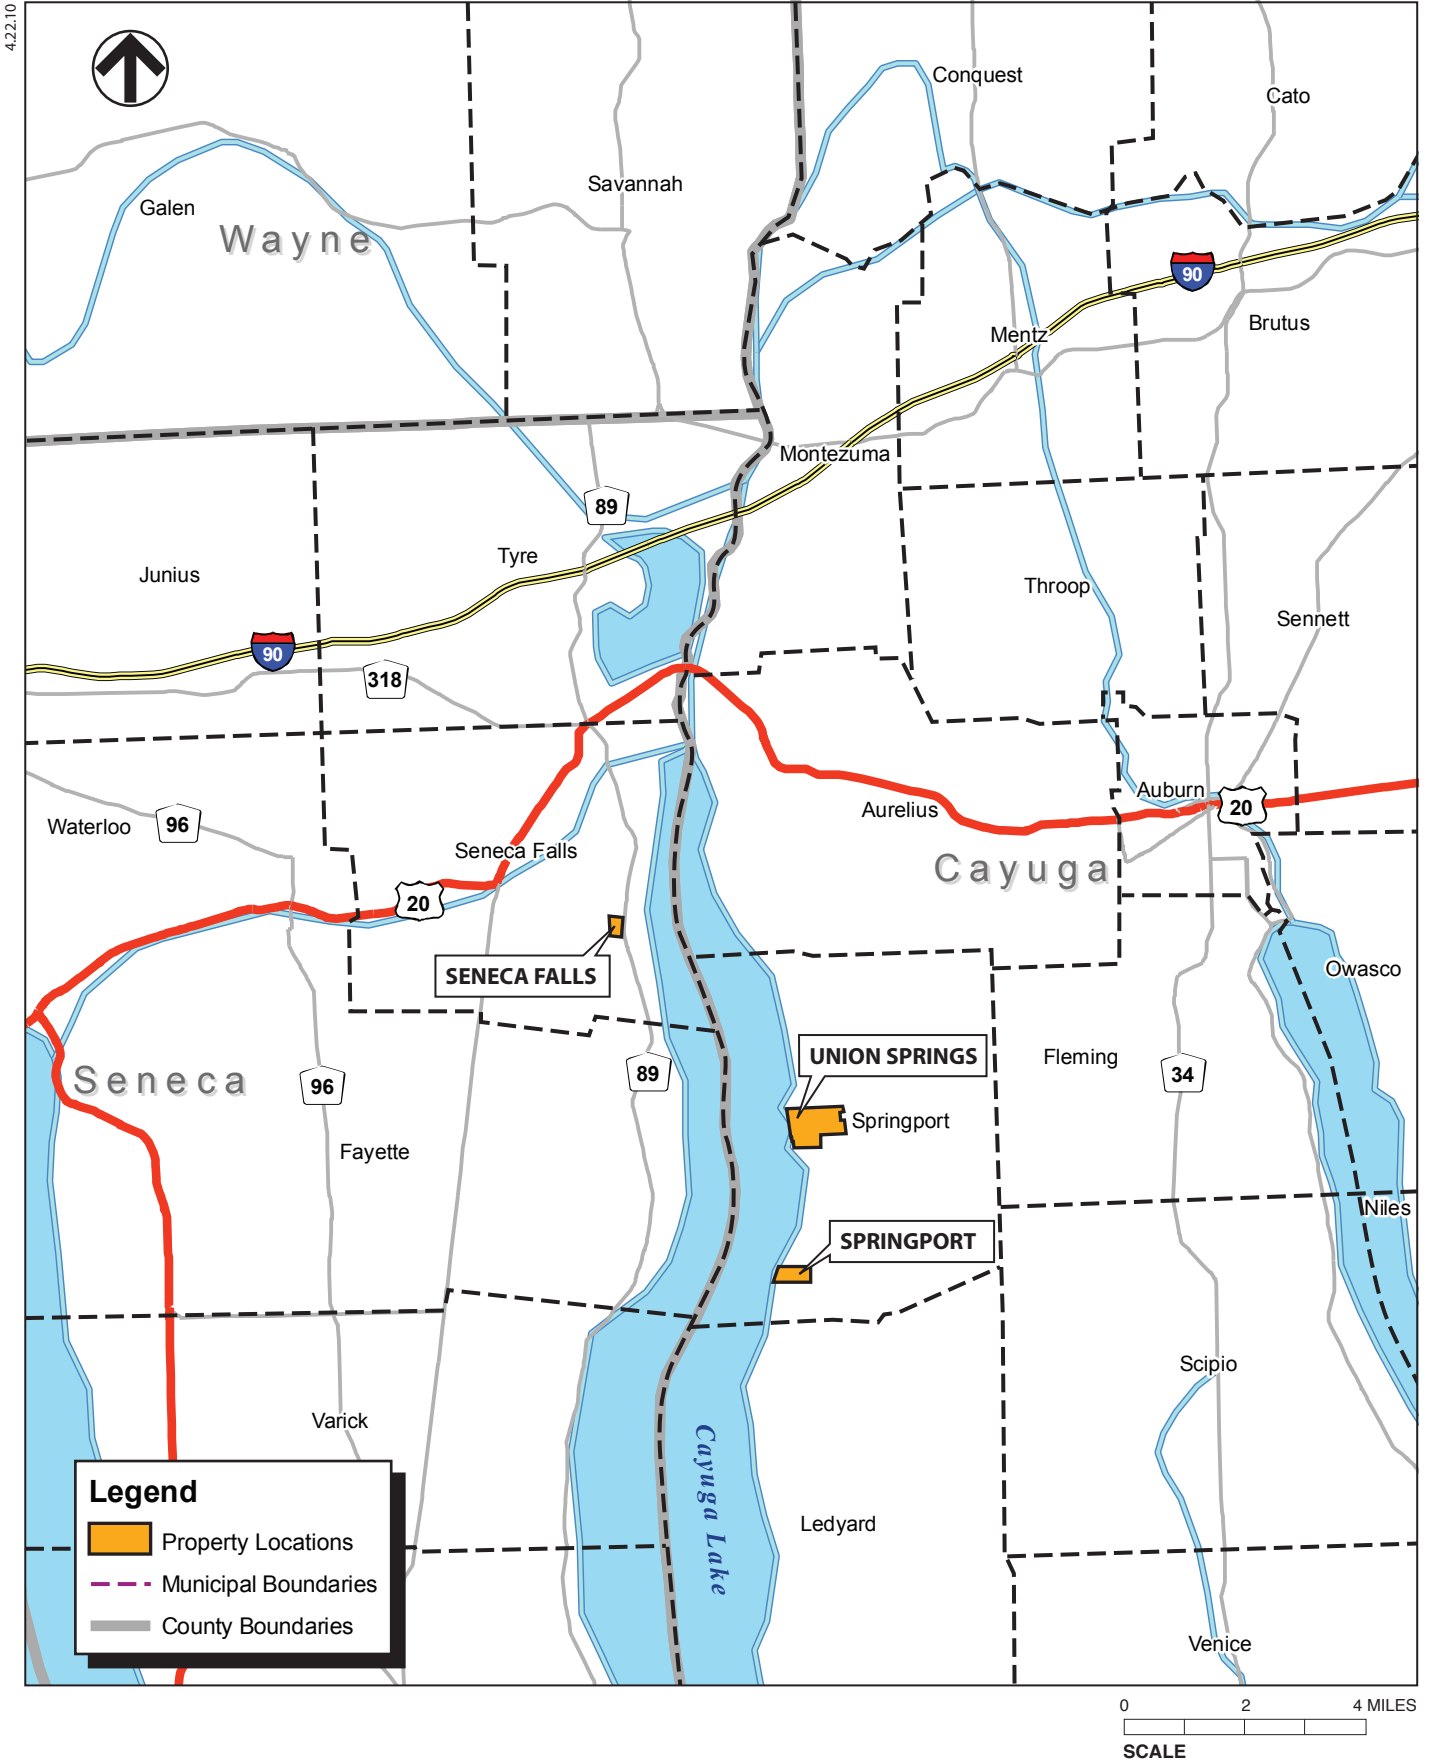 4.22.10
Conquest
Cato
Savannah
Galen
Wayne
90
Brutus
Mentz
Montezuma
89
Tyre
Junius
Throop
Sennett
90
318
Auburn
20
Aurelius
Waterloo
96
Seneca Falls
Cayuga
20
SENECA FALLS
Owasco
UNION SPRINGS
Fleming
Seneca
96
89
34
Springport
Fayette
Niles
SPRINGPORT
Scipio
Varick
Cayuga Lake
Ledyard
Legend
Property Locations
Municipal Boundaries
County Boundaries
Venice
0 2 4 MILES
SCALE